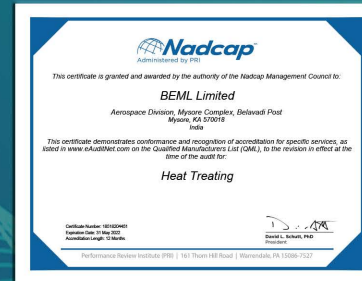 Nadcap
Administered by PRI
This certificate is granted and awarded by the authority of the Nadcap Management Council to:
BEML Limited
Aerospace Division, Mysore Complex, Belavadi Post
Mysore, KA 570018
India
This certificate demonstrates conformance and recognition of accreditation for specific services, as
listed in www.eAuditNet.com on the Qualified Manufacturers List (QML), to the revision in effect at the
time of the audit for:
Heat Treating
Certificate Number: 18318204401
Expiration Date: 31 May 2022
Accreditation Length: 12 Months
David L. Schutt, PhD
President
Performance Review Institute (PRI) | 161 Thorn Hill Road | Warrendale, PA 15086-7527